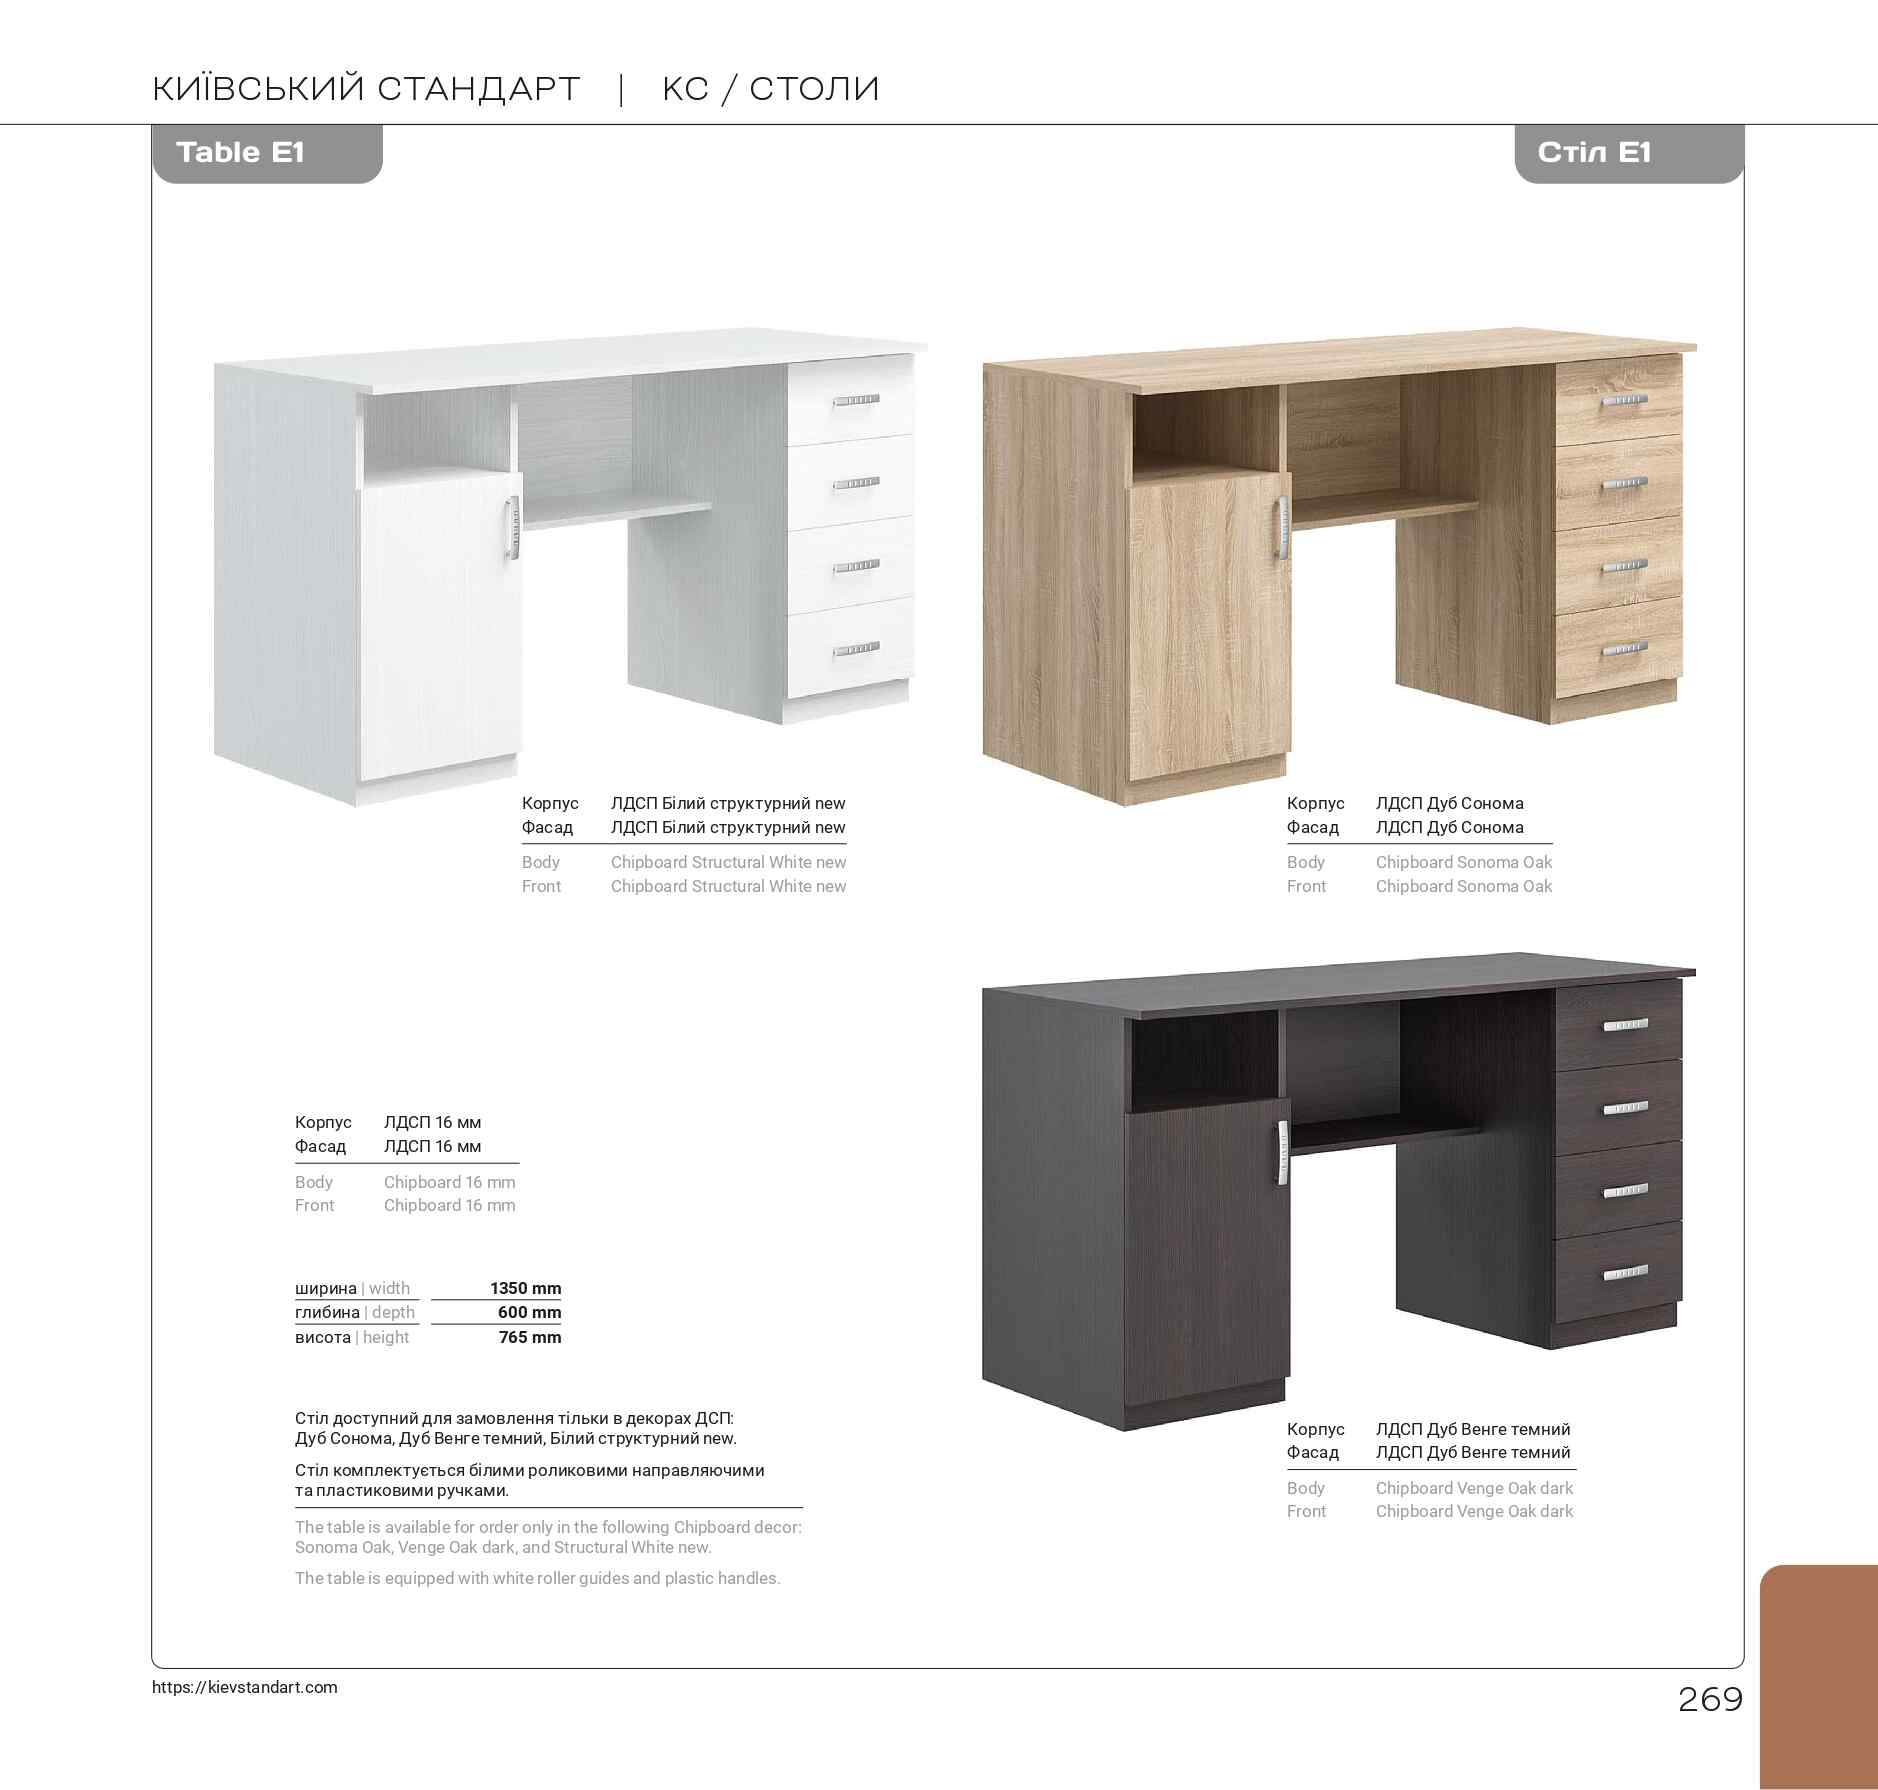 КИЇВСЬКИЙ СТАНДАРТ | КС / СТОЛИ
Table E1
Стіл E1
Корпус ЛДСП Білий структурний new
Фасад ЛДСП Білий структурний new
Body Chipboard Structural White new
Front Chipboard Structural White new
Корпус ЛДСП Дуб Сонома
Фасад ЛДСП Дуб Сонома
Body Chipboard Sonoma Oak
Front Chipboard Sonoma Oak
Корпус ЛДСП 16 мм
Фасад ЛДСП 16 мм
Body Chipboard 16 mm
Front Chipboard 16 mm
ширина | width 1350 mm
глибина | depth 600 mm
висота | height 765 mm
Стіл доступний для замовлення тільки в декорах ДСП:
Дуб Сонома, Дуб Венге темний, Білий структурний new.
Стіл комплектується білими роликовими направляючими
та пластиковими ручками.
The table is available for order only in the following Chipboard decor:
Sonoma Oak, Venge Oak dark, and Structural White new.
The table is equipped with white roller guides and plastic handles.
Корпус ЛДСП Дуб Венге темний
Фасад ЛДСП Дуб Венге темний
Body Chipboard Venge Oak dark
Front Chipboard Venge Oak dark
https://kievstandart.com
269